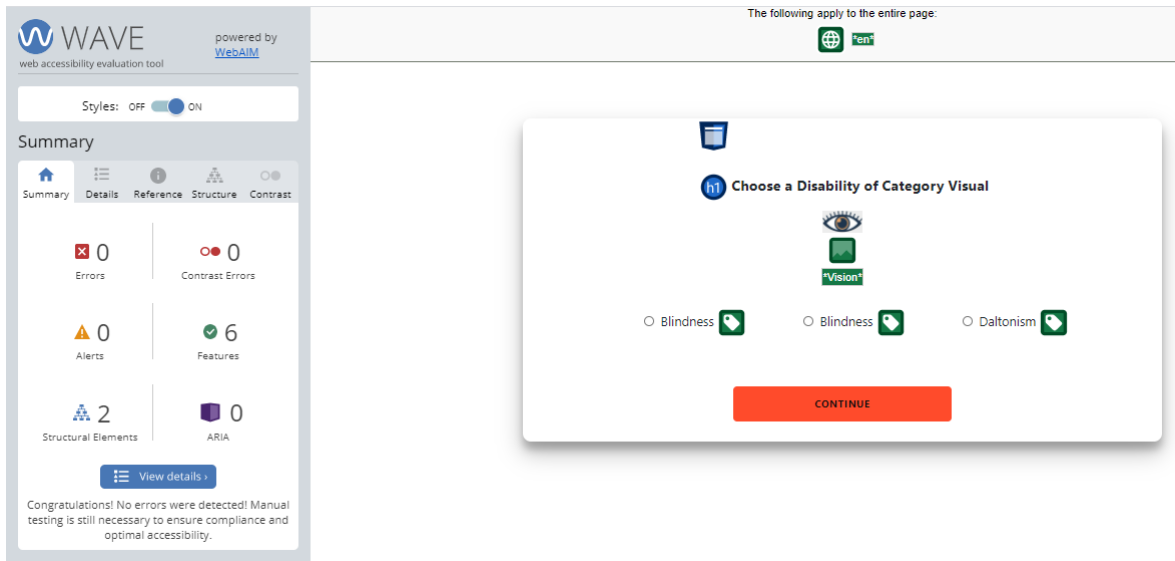 WAVE
powered by
WebAIM
web accessibility evaluation tool
Styles: OFF ON
Summary
Summary Details Reference Structure Contrast
0
Errors
0
Contrast Errors
0
Alerts
6
Features
2
Structural Elements
0
ARIA
View details ›
Congratulations! No errors were detected! Manual
testing is still necessary to ensure compliance and
optimal accessibility.
The following apply to the entire page:
*en*
h1 Choose a Disability of Category Visual
*Vision*
Blindness Blindness Daltonism
CONTINUE